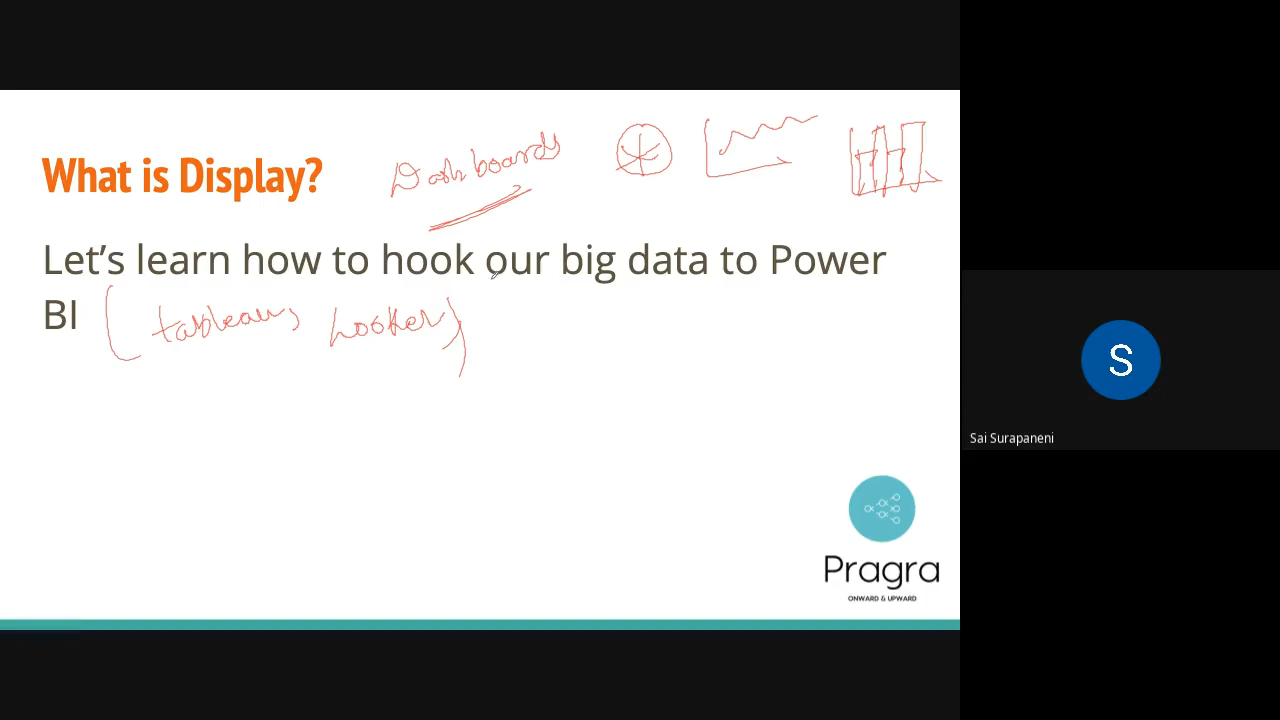 What is Display?
Dashboards
Let's learn how to hook our big data to Power
BI (tableau, Looker)
Pragra
ONWARD & UPWARD
S
Sai Surapaneni